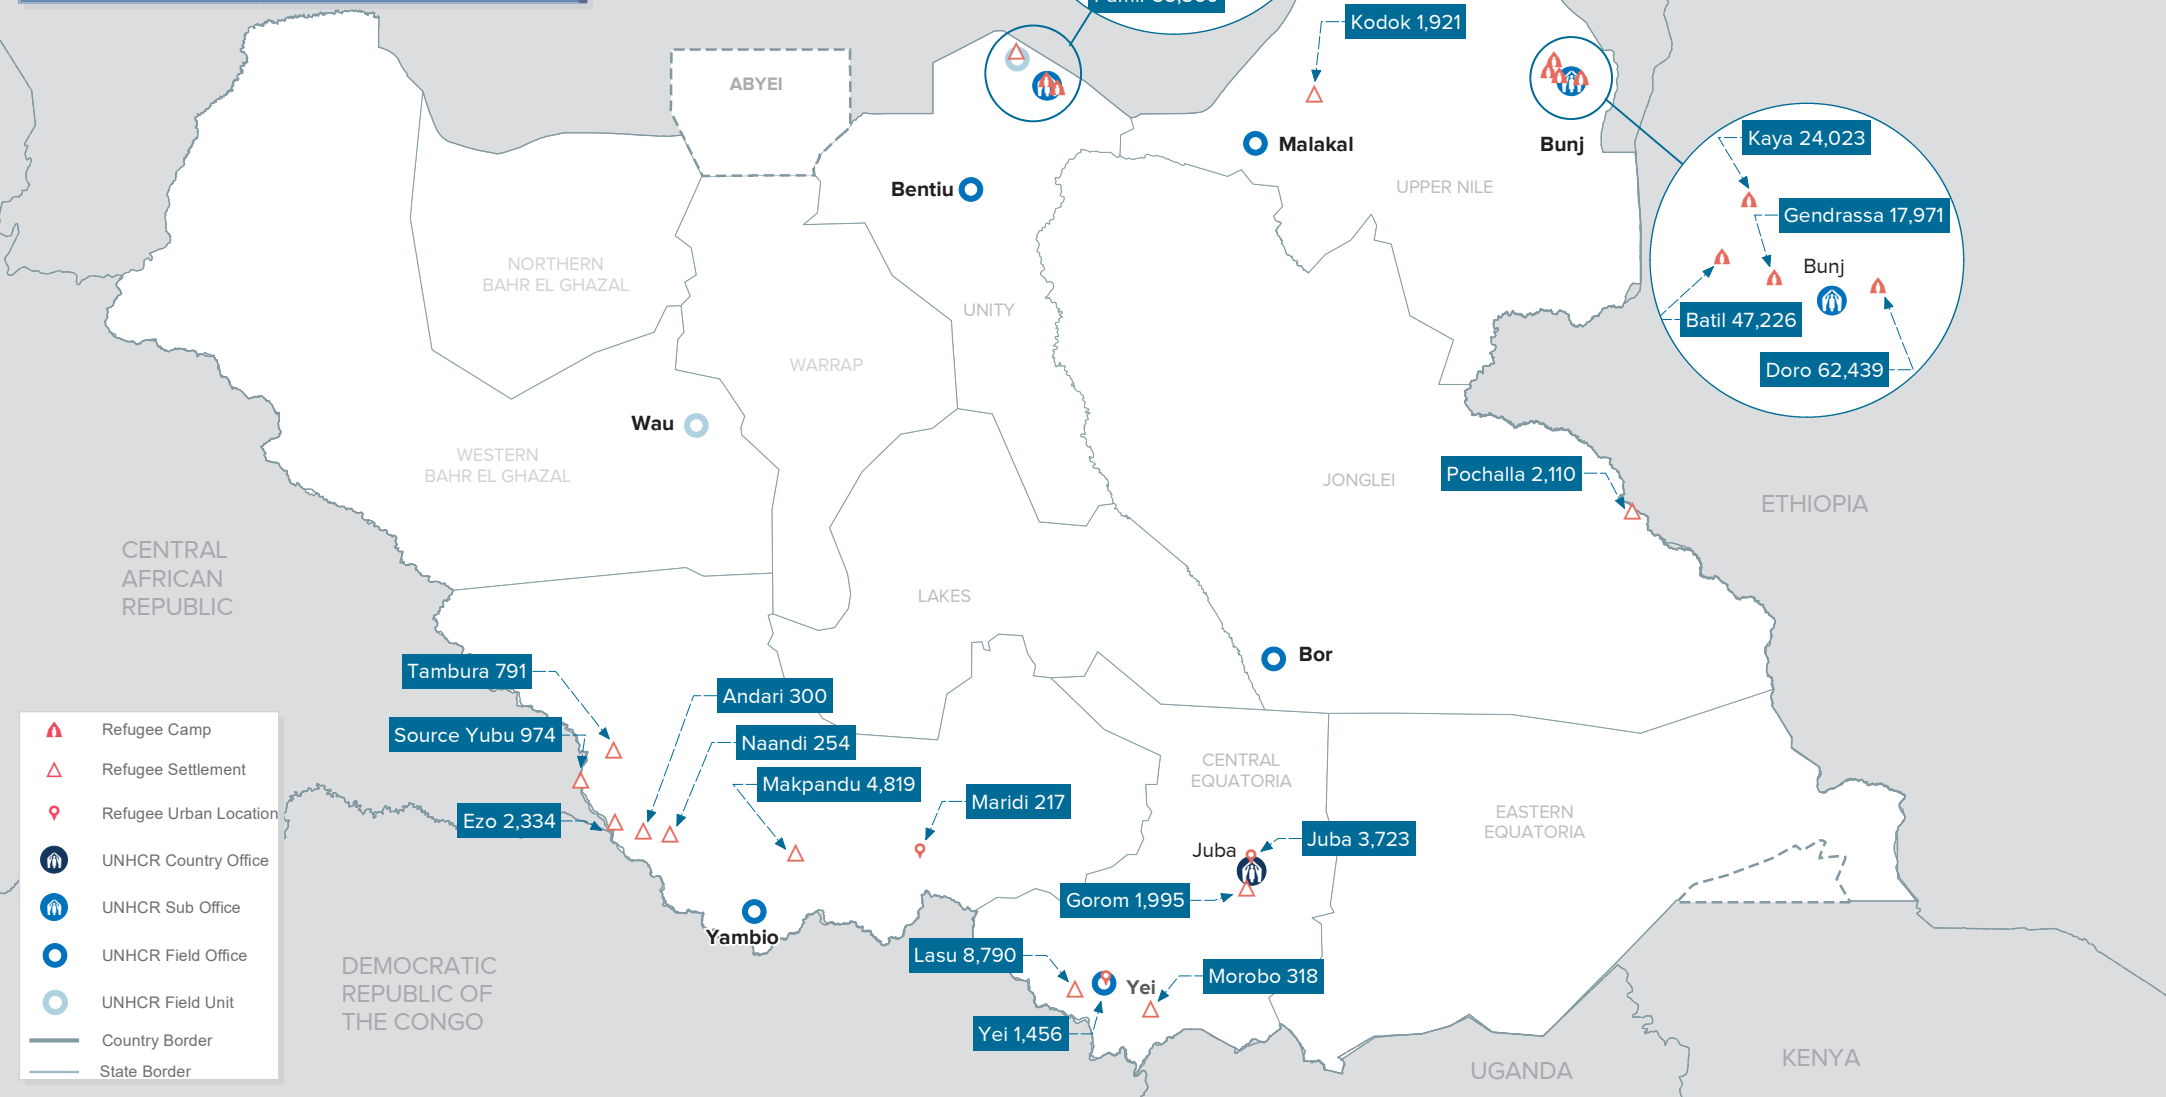 Kodok 1,921
ABYEI
Malakal
Bunj
Kaya 24,023
Bentiu
UPPER NILE
Gendrassa 17,971
NORTHERN
BAHR EL GHAZAL
Bunj
UNITY
Batil 47,226
WARRAP
Doro 62,439
Wau
WESTERN
BAHR EL GHAZAL
JONGLEI
Pochalla 2,110
ETHIOPIA
CENTRAL
AFRICAN
REPUBLIC
LAKES
Bor
Tambura 791
Andari 300
Source Yubu 974
Naandi 254
Makpandu 4,819
Maridi 217
Ezo 2,334
CENTRAL
EQUATORIA
EASTERN
EQUATORIA
Juba
Juba 3,723
Gorom 1,995
Yambio
Lasu 8,790
Yei
Morobo 318
Yei 1,456
DEMOCRATIC
REPUBLIC OF
THE CONGO
UGANDA
KENYA
Refugee Camp
Refugee Settlement
Refugee Urban Location
UNHCR Country Office
UNHCR Sub Office
UNHCR Field Office
UNHCR Field Unit
Country Border
State Border